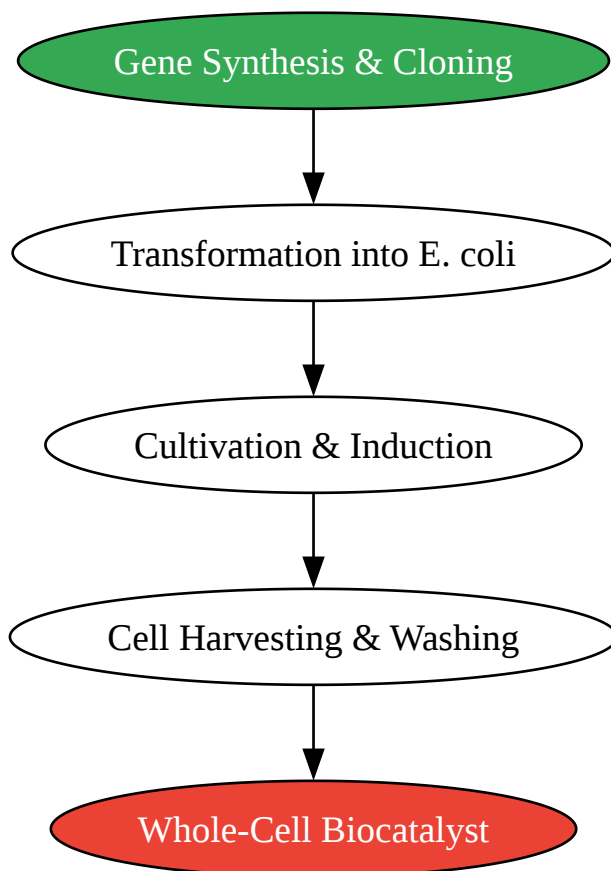 Gene Synthesis & Cloning
Transformation into E. coli
Cultivation & Induction
Cell Harvesting & Washing
Whole-Cell Biocatalyst